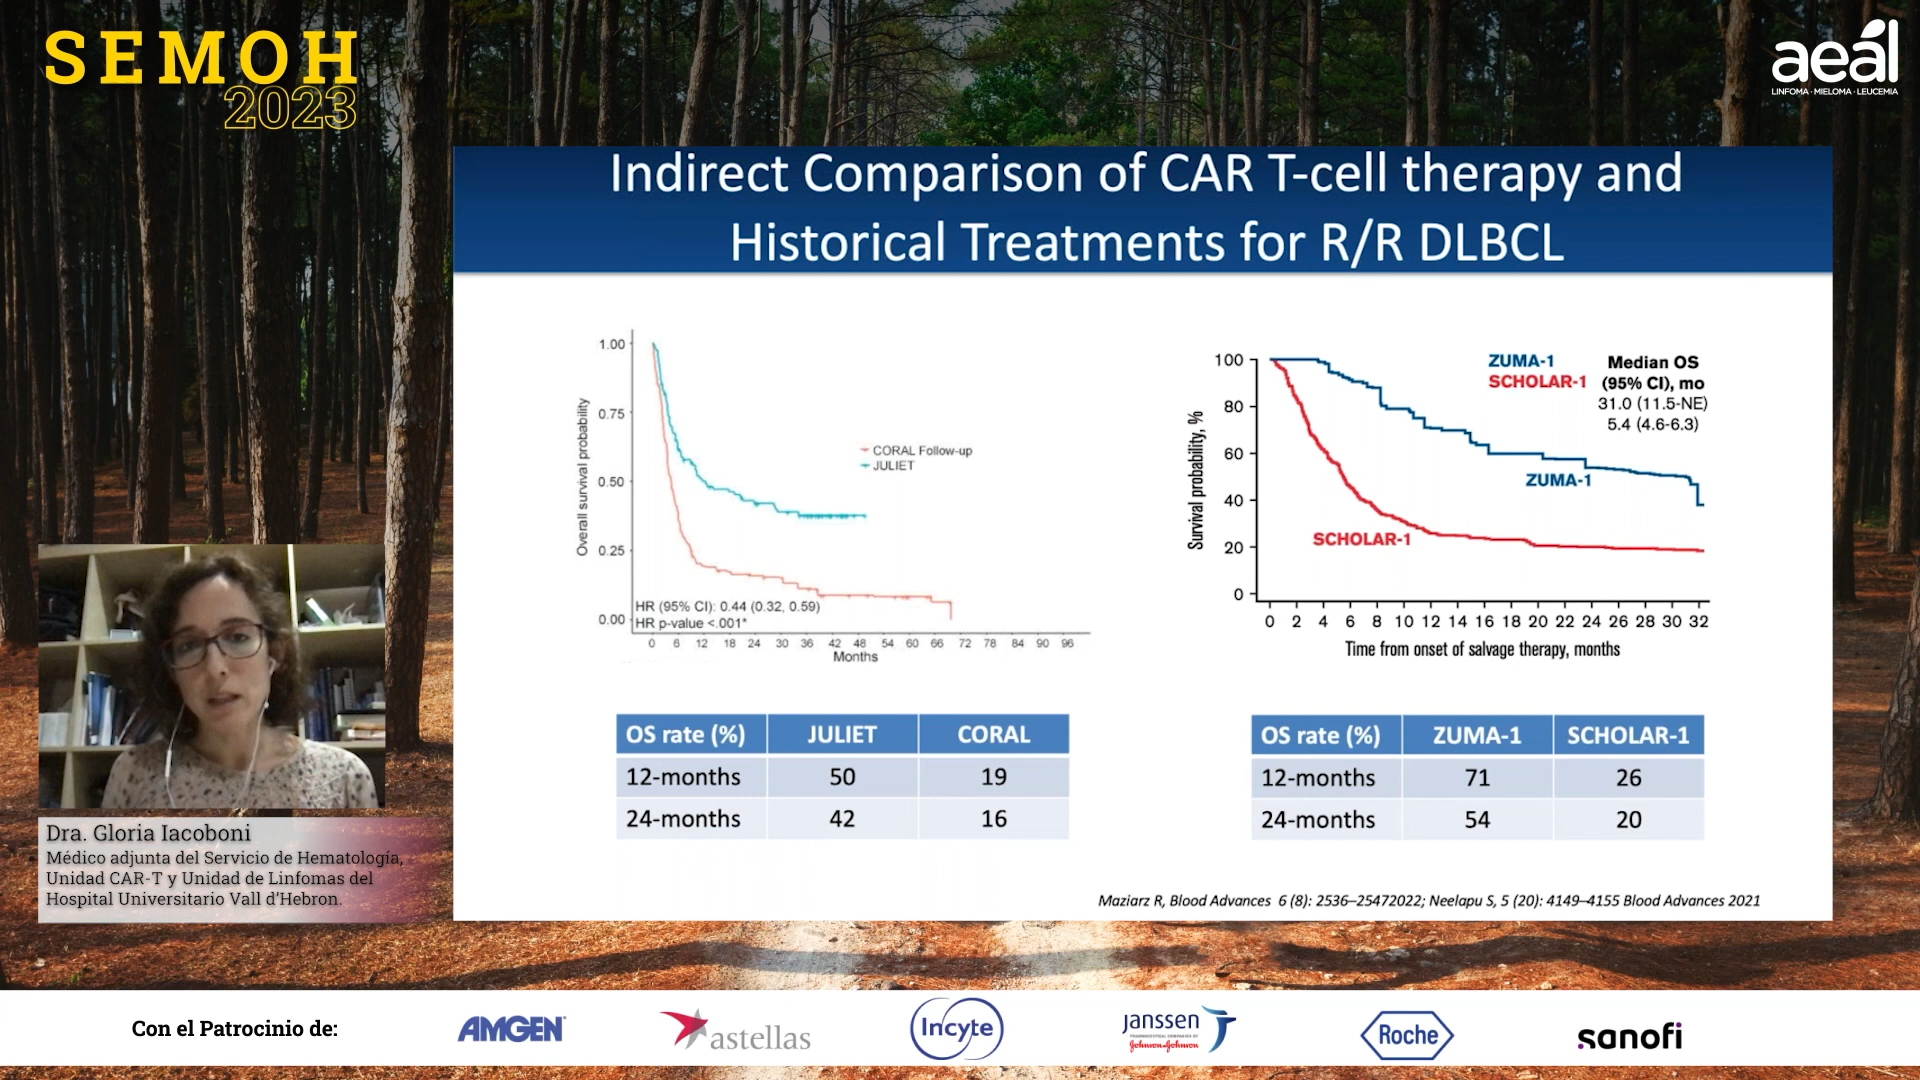 SEMOH
2023
aeál
LINFOMA · MIELOMA · LEUCEMIA
Indirect Comparison of CAR T-cell therapy and
Historical Treatments for R/R DLBCL
Overall survival probability
1.00
0.75
0.50
0.25
0.00
CORAL Follow-up
JULIET
HR (95% CI): 0.44 (0.32, 0.59)
HR p-value <.001*
0 6 12 18 24 30 36 42 48 54 60 66 72 78 84 90 96
Months
Survival probability, %
100
80
60
40
20
0
ZUMA-1
SCHOLAR-1
Median OS
(95% CI), mo
31.0 (11.5-NE)
5.4 (4.6-6.3)
ZUMA-1
SCHOLAR-1
0 2 4 6 8 10 12 14 16 18 20 22 24 26 28 30 32
Time from onset of salvage therapy, months
OS rate (%) JULIET CORAL
12-months 50 19
24-months 42 16
OS rate (%) ZUMA-1 SCHOLAR-1
12-months 71 26
24-months 54 20
Maziarz R, Blood Advances 6 (8): 2536–25472022; Neelapu S, 5 (20): 4149–4155 Blood Advances 2021
Dra. Gloria Iacoboni
Médico adjunta del Servicio de Hematología,
Unidad CAR-T y Unidad de Linfomas del
Hospital Universitario Vall d'Hebron.
Con el Patrocinio de:
AMGEN
astellas
Incyte
janssen
Johnson & Johnson
Roche
sanofi